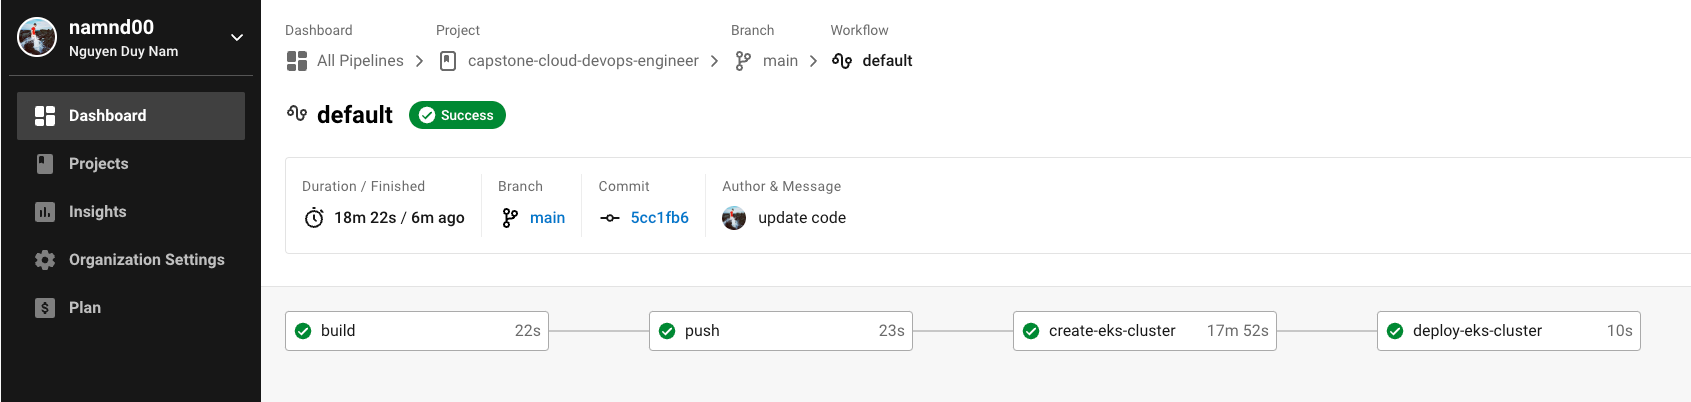 namnd00
Nguyen Duy Nam
Dashboard
Projects
Insights
Organization Settings
Plan
Dashboard Project Branch Workflow
All Pipelines capstone-cloud-devops-engineer main default
default Success
Duration / Finished Branch Commit Author & Message
18m 22s / 6m ago main 5cc1fb6 update code
build 22s push 23s create-eks-cluster 17m 52s deploy-eks-cluster 10s